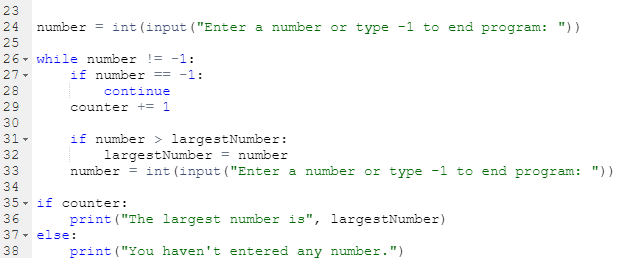 23
24 number = int(input("Enter a number or type -1 to end program: "))
25
26 while number != -1:
27     if number == -1:
28         continue
29     counter += 1
30
31     if number > largestNumber:
32         largestNumber = number
33     number = int(input("Enter a number or type -1 to end program: "))
34
35 if counter:
36     print("The largest number is", largestNumber)
37 else:
38     print("You haven't entered any number.")